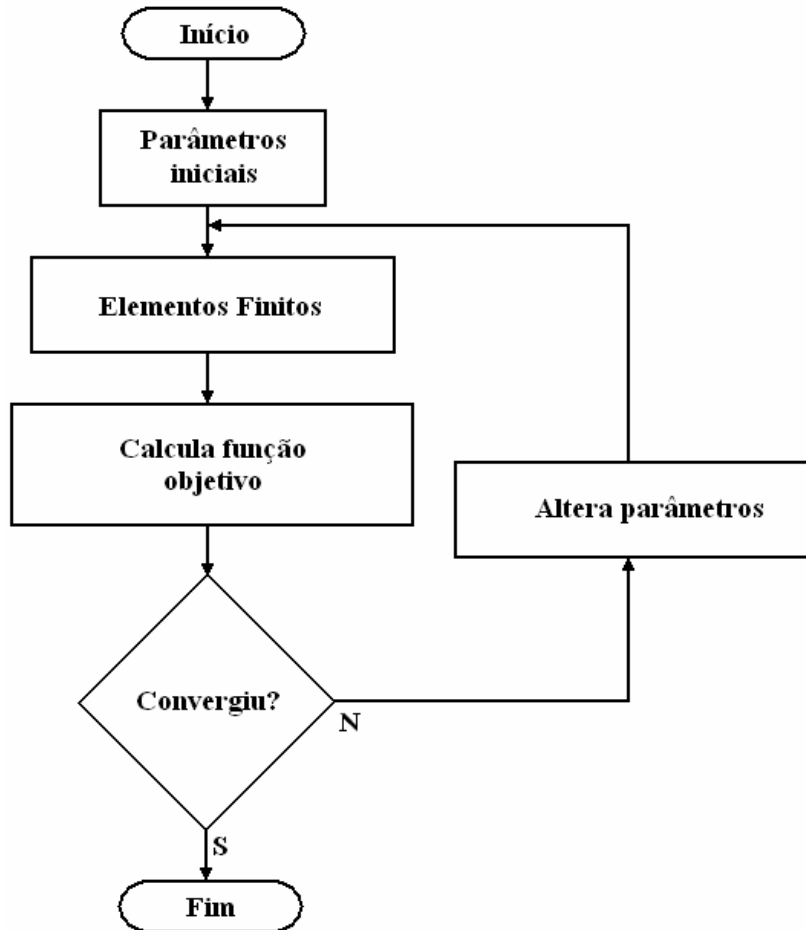 Início
Parâmetros
iniciais
Elementos Finitos
Calcula função
objetivo
Altera parâmetros
Convergiu?
N
S
Fim